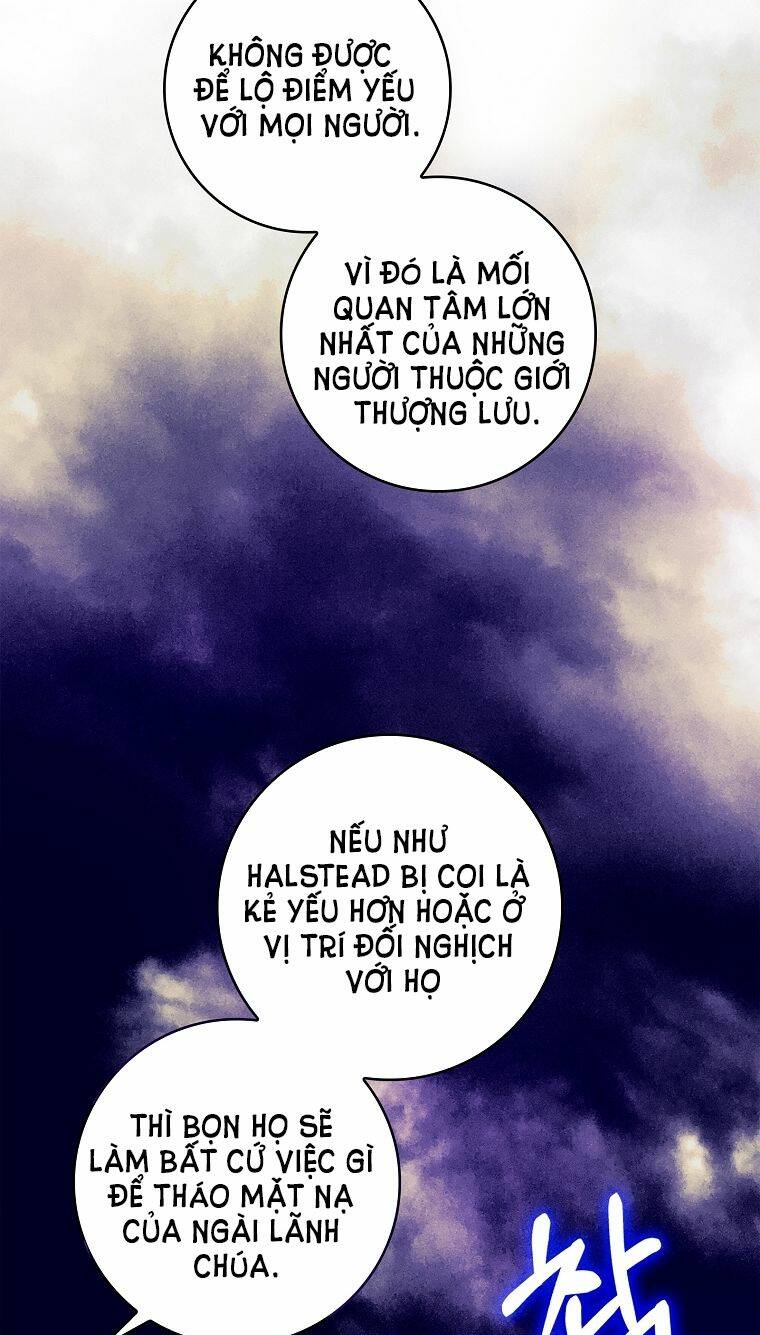 KHÔNG ĐƯỢC
ĐỂ LỘ ĐIỂM YẾU
VỚI MỌI NGƯỜI.
VÌ ĐÓ LÀ MỐI
QUAN TÂM LỚN
NHẤT CỦA NHỮNG
NGƯỜI THUỘC GIỚI
THƯỢNG LƯU.
NẾU NHƯ
HALSTEAD BỊ COI LÀ
KẺ YẾU HƠN HOẶC Ở
VỊ TRÍ ĐỐI NGHỊCH
VỚI HỌ
THÌ BỌN HỌ SẼ
LÀM BẤT CỨ VIỆC GÌ
ĐỂ THÁO MẶT NẠ
CỦA NGÀI LÃNH
CHÚA.